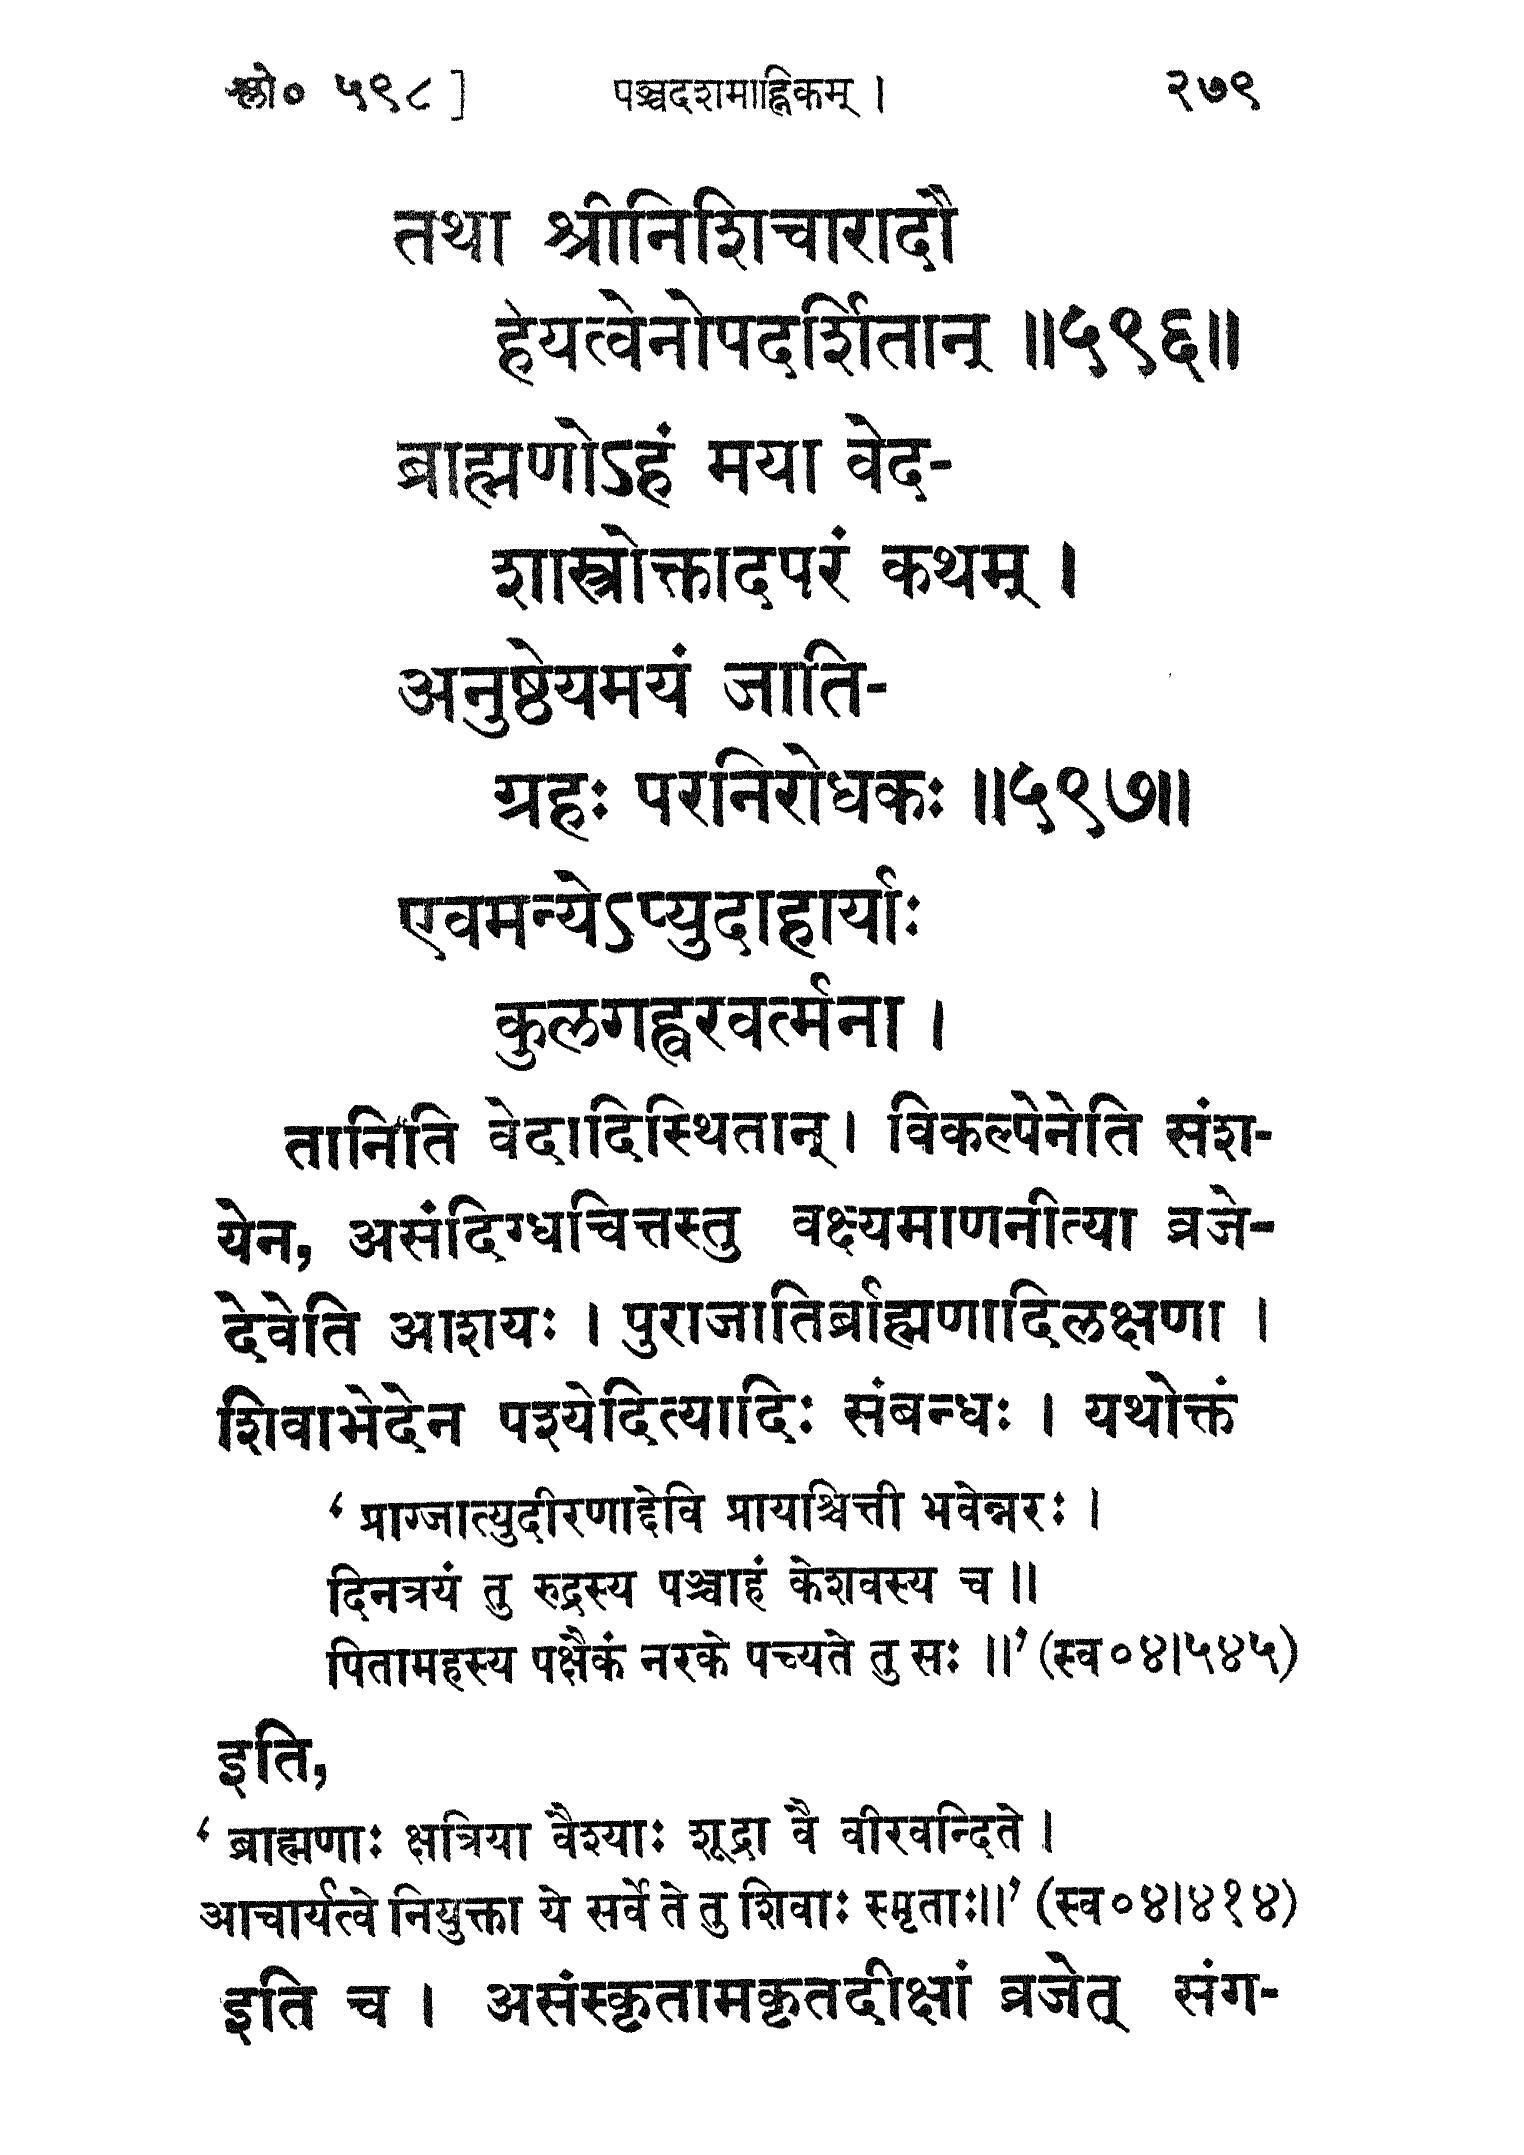 श्लो० ५९८] पञ्चदशमाह्निकम् । २७९
तथा श्रीनिशिचारादौ
हेयत्वेनोपदर्शितान् ॥५९६॥
ब्राह्मणोऽहं मया वेद-
शास्त्रोक्तादपरं कथम् ।
अनुष्ठेयमयं जाति-
ग्रहः परनिरोधकः ॥५९७॥
एवमन्येऽप्युदाहार्याः
कुलगह्वरवर्त्मना ।
तानिति वेदादिस्थितान् । विकल्पेनेति संश-
येन, असंदिग्धचित्तस्तु वक्ष्यमाणनीत्या व्रजे-
देवेति आशयः । पुराजातिर्ब्राह्मणादिलक्षणा ।
शिवाभेदेन पश्येदित्यादिः संबन्धः । यथोक्तं
‘ प्राग्जात्युदीरणाद्देवि प्रायश्चित्ती भवेन्नरः ।
दिनत्रयं तु रुद्रस्य पञ्चाहं केशवस्य च ॥
पितामहस्य पक्षैकं नरके पच्यते तु सः ॥’ (स्व०४।५४५)
इति,
‘ ब्राह्मणाः क्षत्रिया वैश्याः शूद्रा वै वीरवन्दिते ।
आचार्यत्वे नियुक्ता ये सर्वे ते तु शिवाः स्मृताः॥’ (स्व०४।४१४)
इति च । असंस्कृतामकृतदीक्षां व्रजेत् संग-